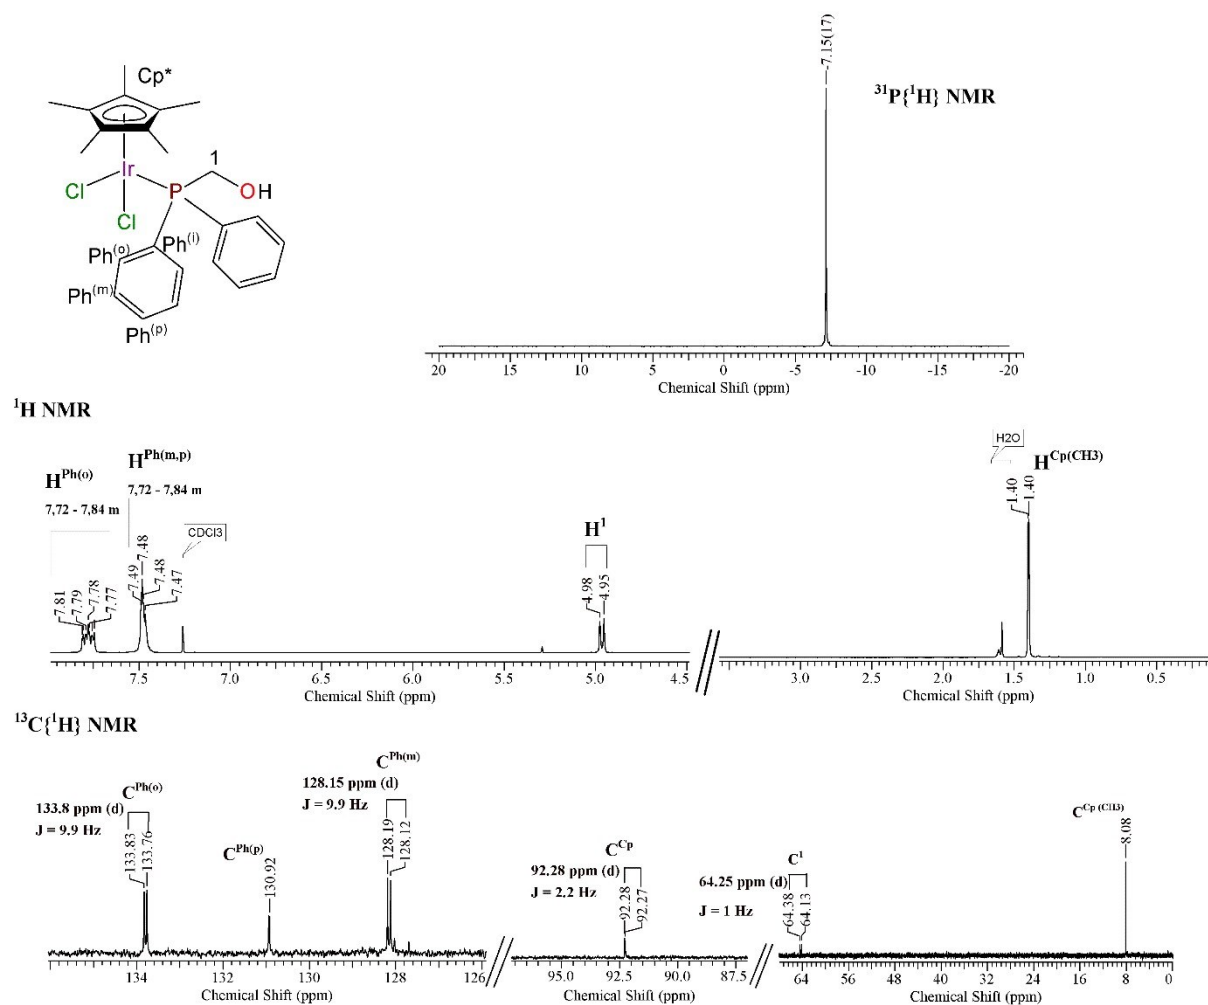 Cp*
1
Ir
Cl
P
OH
Cl
Ph(o)
Ph(i)
Ph(m)
Ph(p)
-7.15(17)
31P{1H} NMR
20 15 10 5 0 -5 -10 -15 -20
Chemical Shift (ppm)
1H NMR
HPh(o)
7,72 - 7,84 m
HPh(m,p)
7,72 - 7,84 m
CDCl3
7.81
7.79
7.78
7.77
7.49
7.48
7.48
7.47
H1
4.98
4.95
H2O
HCp(CH3)
1.40
1.40
7.5 7.0 6.5 6.0 5.5 5.0 4.5
Chemical Shift (ppm)
3.0 2.5 2.0 1.5 1.0 0.5
Chemical Shift (ppm)
13C{1H} NMR
CPh(o)
133.8 ppm (d)
J = 9.9 Hz
133.83
133.76
CPh(p)
130.92
CPh(m)
128.15 ppm (d)
J = 9.9 Hz
128.19
128.12
CCp
92,28 ppm (d)
J = 2,2 Hz
92.28
92.27
C1
64.25 ppm (d)
J = 1 Hz
64.38
64.13
CCp (CH3)
8.08
134 132 130 128 126
Chemical Shift (ppm)
95.0 92.5 90.0 87.5
Chemical Shift (ppm)
64 56 48 40 32 24 16 8 0
Chemical Shift (ppm)